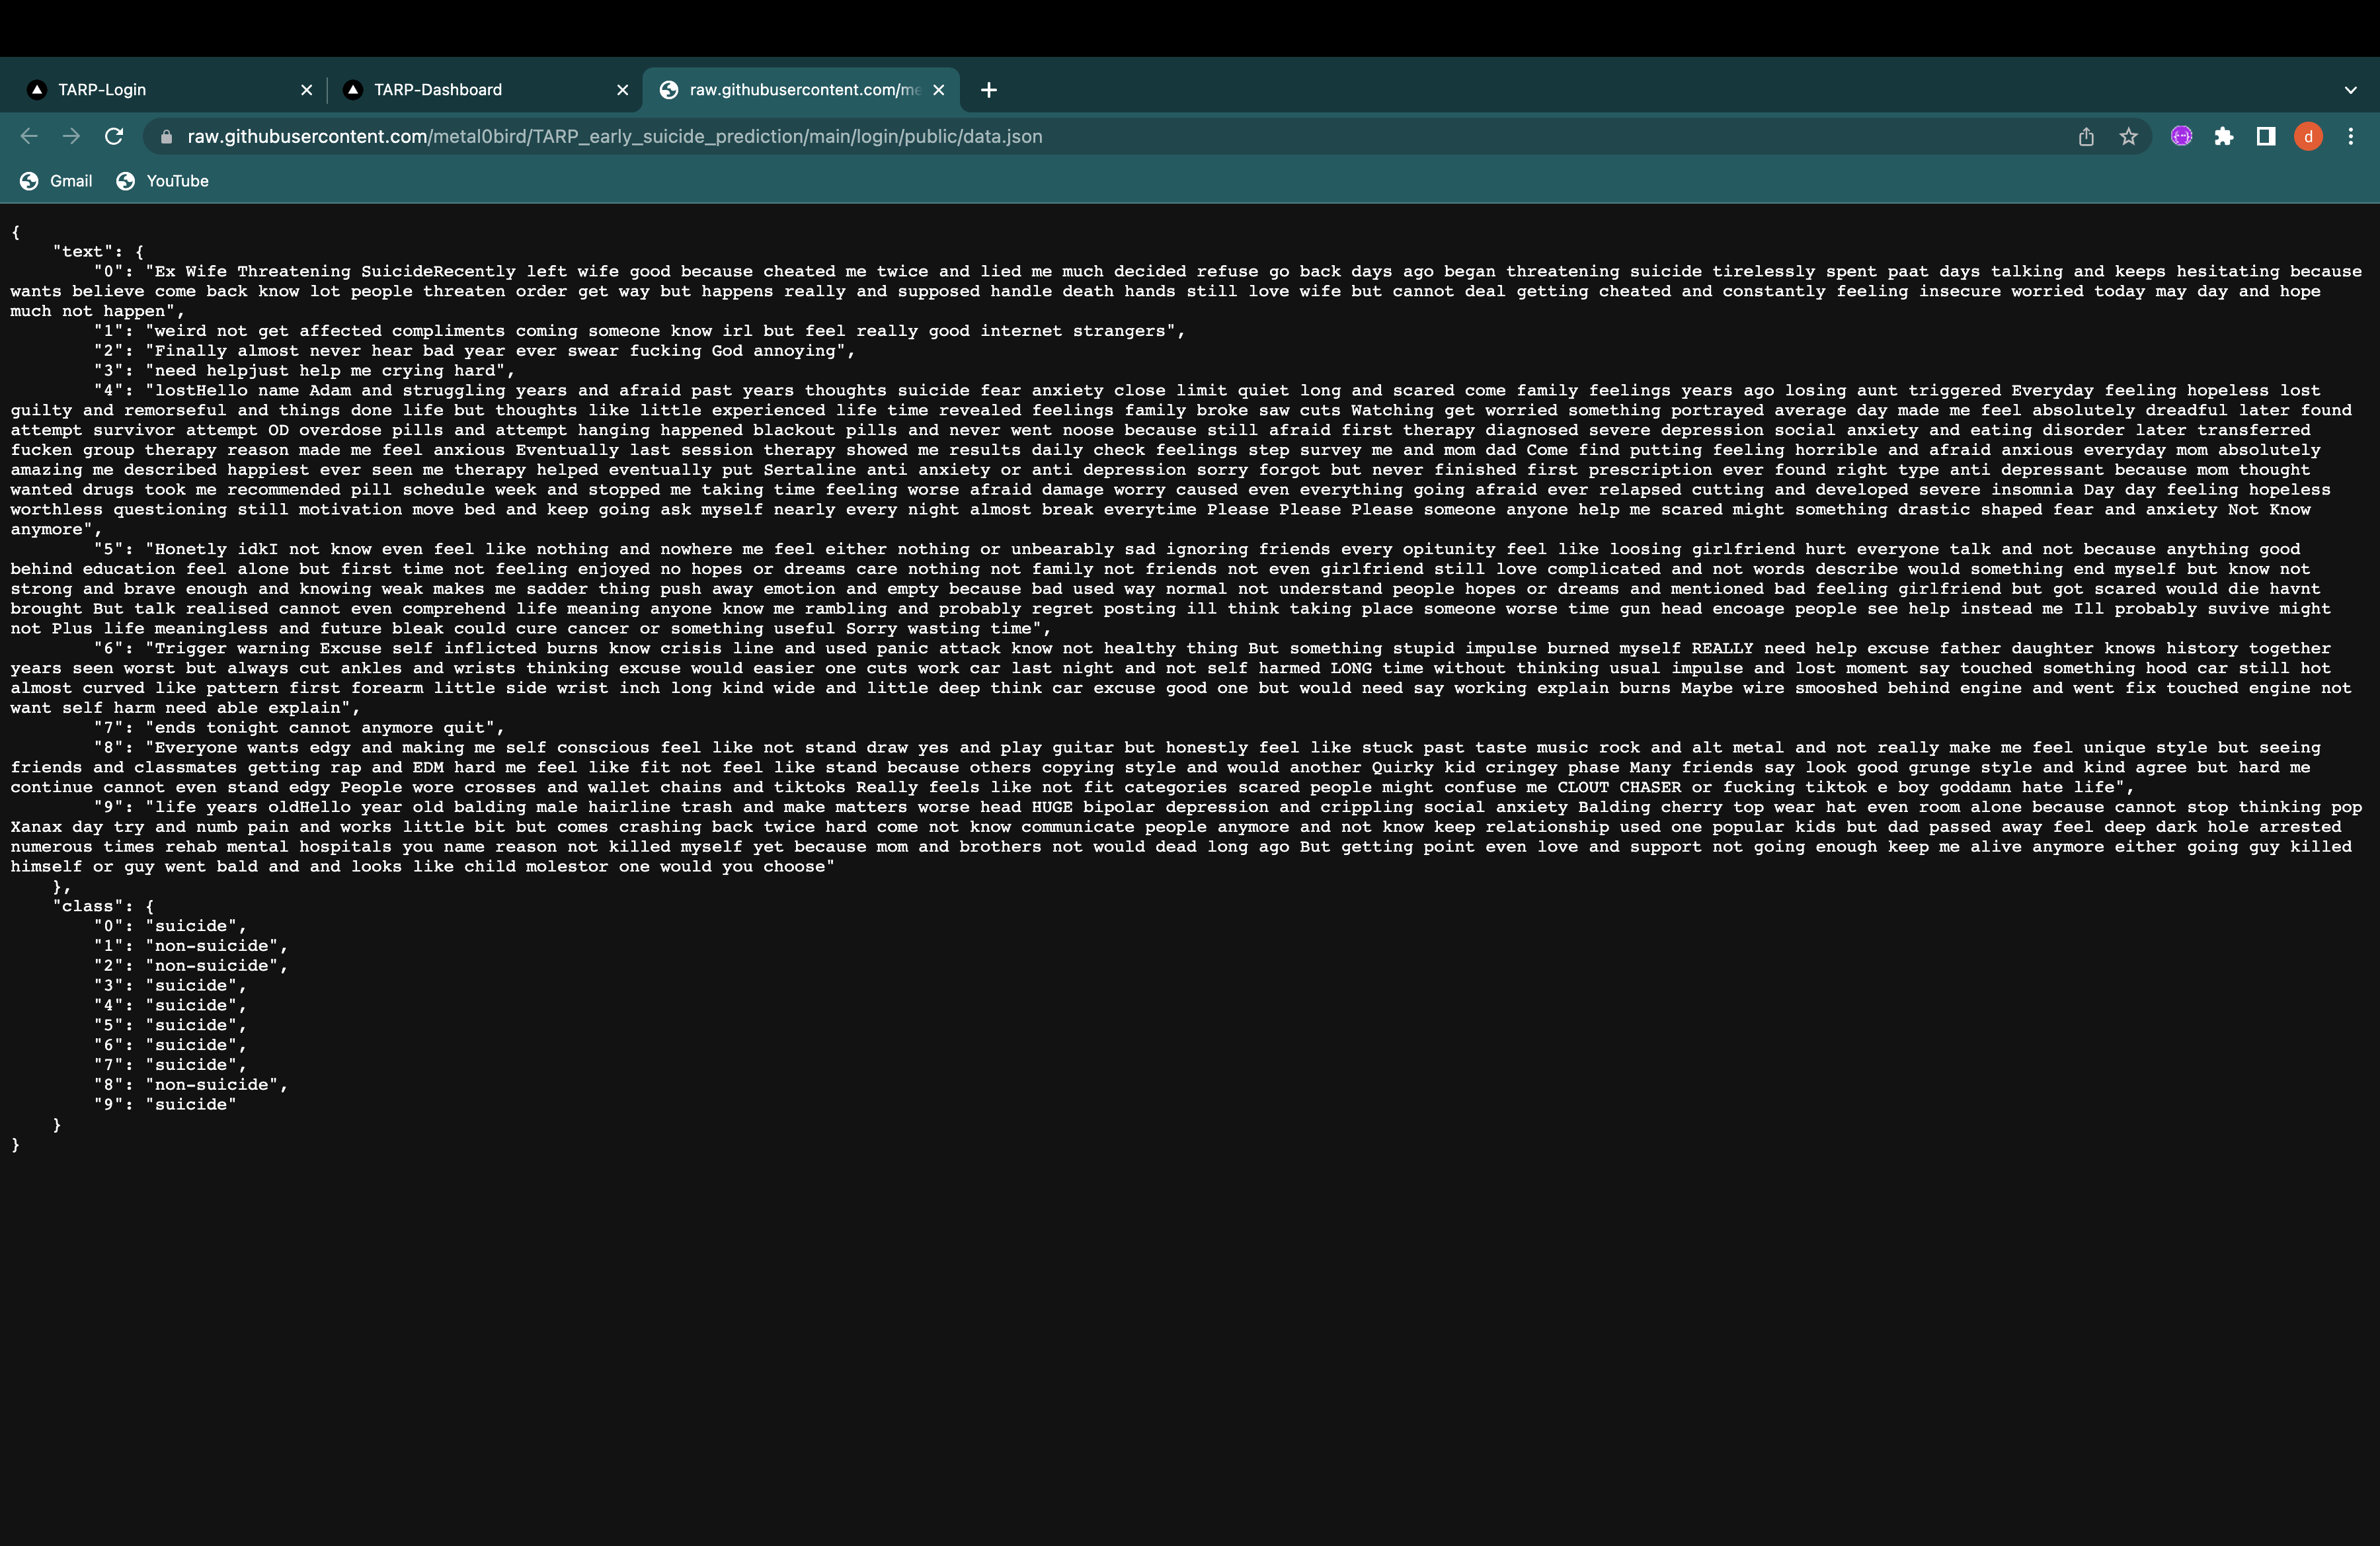 TARP-Login
TARP-Dashboard
raw.githubusercontent.com/me
raw.githubusercontent.com/metal0bird/TARP_early_suicide_prediction/main/login/public/data.json
d
Gmail
YouTube
{
"text": {
"0": "Ex Wife Threatening SuicideRecently left wife good because cheated me twice and lied me much decided refuse go back days ago began threatening suicide tirelessly spent paat days talking and keeps hesitating because
wants believe come back know lot people threaten order get way but happens really and supposed handle death hands still love wife but cannot deal getting cheated and constantly feeling insecure worried today may day and hope
much not happen",
"1": "weird not get affected compliments coming someone know irl but feel really good internet strangers",
"2": "Finally almost never hear bad year ever swear fucking God annoying",
"3": "need helpjust help me crying hard",
"4": "lostHello name Adam and struggling years and afraid past years thoughts suicide fear anxiety close limit quiet long and scared come family feelings years ago losing aunt triggered Everyday feeling hopeless lost
guilty and remorseful and things done life but thoughts like little experienced life time revealed feelings family broke saw cuts Watching get worried something portrayed average day made me feel absolutely dreadful later found
attempt survivor attempt OD overdose pills and attempt hanging happened blackout pills and never went noose because still afraid first therapy diagnosed severe depression social anxiety and eating disorder later transferred
fucken group therapy reason made me feel anxious Eventually last session therapy showed me results daily check feelings step survey me and mom dad Come find putting feeling horrible and afraid anxious everyday mom absolutely
amazing me described happiest ever seen me therapy helped eventually put Sertaline anti anxiety or anti depression sorry forgot but never finished first prescription ever found right type anti depressant because mom thought
wanted drugs took me recommended pill schedule week and stopped me taking time feeling worse afraid damage worry caused even everything going afraid ever relapsed cutting and developed severe insomnia Day day feeling hopeless
worthless questioning still motivation move bed and keep going ask myself nearly every night almost break everytime Please Please Please someone anyone help me scared might something drastic shaped fear and anxiety Not Know
anymore",
"5": "Honetly idkI not know even feel like nothing and nowhere me feel either nothing or unbearably sad ignoring friends every opitunity feel like loosing girlfriend hurt everyone talk and not because anything good
behind education feel alone but first time not feeling enjoyed no hopes or dreams care nothing not family not friends not even girlfriend still love complicated and not words describe would something end myself but know not
strong and brave enough and knowing weak makes me sadder thing push away emotion and empty because bad used way normal not understand people hopes or dreams and mentioned bad feeling girlfriend but got scared would die havnt
brought But talk realised cannot even comprehend life meaning anyone know me rambling and probably regret posting ill think taking place someone worse time gun head encoage people see help instead me Ill probably suvive might
not Plus life meaningless and future bleak could cure cancer or something useful Sorry wasting time",
"6": "Trigger warning Excuse self inflicted burns know crisis line and used panic attack know not healthy thing But something stupid impulse burned myself REALLY need help excuse father daughter knows history together
years seen worst but always cut ankles and wrists thinking excuse would easier one cuts work car last night and not self harmed LONG time without thinking usual impulse and lost moment say touched something hood car still hot
almost curved like pattern first forearm little side wrist inch long kind wide and little deep think car excuse good one but would need say working explain burns Maybe wire smooshed behind engine and went fix touched engine not
want self harm need able explain",
"7": "ends tonight cannot anymore quit",
"8": "Everyone wants edgy and making me self conscious feel like not stand draw yes and play guitar but honestly feel like stuck past taste music rock and alt metal and not really make me feel unique style but seeing
friends and classmates getting rap and EDM hard me feel like fit not feel like stand because others copying style and would another Quirky kid cringey phase Many friends say look good grunge style and kind agree but hard me
continue cannot even stand edgy People wore crosses and wallet chains and tiktoks Really feels like not fit categories scared people might confuse me CLOUT CHASER or fucking tiktok e boy goddamn hate life",
"9": "life years oldHello year old balding male hairline trash and make matters worse head HUGE bipolar depression and crippling social anxiety Balding cherry top wear hat even room alone because cannot stop thinking pop
Xanax day try and numb pain and works little bit but comes crashing back twice hard come not know communicate people anymore and not know keep relationship used one popular kids but dad passed away feel deep dark hole arrested
numerous times rehab mental hospitals you name reason not killed myself yet because mom and brothers not would dead long ago But getting point even love and support not going enough keep me alive anymore either going guy killed
himself or guy went bald and and looks like child molestor one would you choose"
},
"class": {
"0": "suicide",
"1": "non-suicide",
"2": "non-suicide",
"3": "suicide",
"4": "suicide",
"5": "suicide",
"6": "suicide",
"7": "suicide",
"8": "non-suicide",
"9": "suicide"
}
}